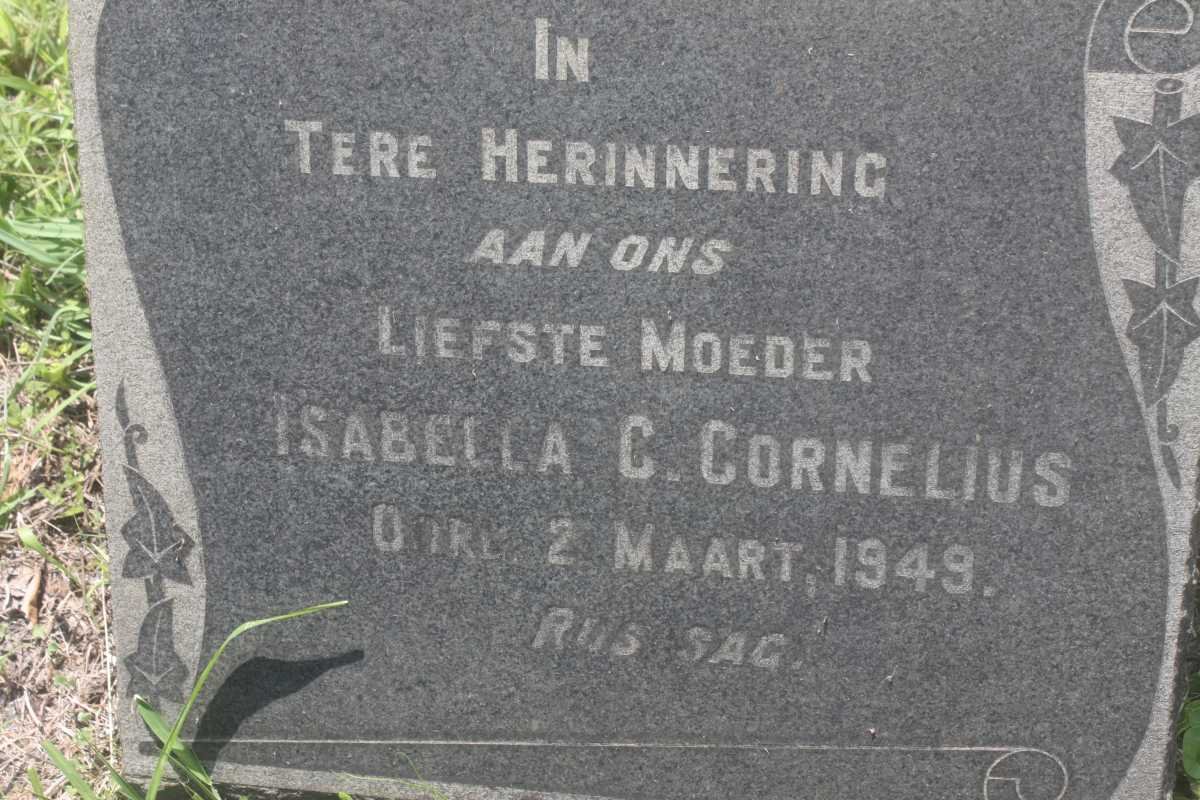 IN
TERE HERINNERING
AAN ONS
LIEFSTE MOEDER
ISABELLA C. CORNELIUS
OORL. 2 MAART, 1949.
RUS SAG.